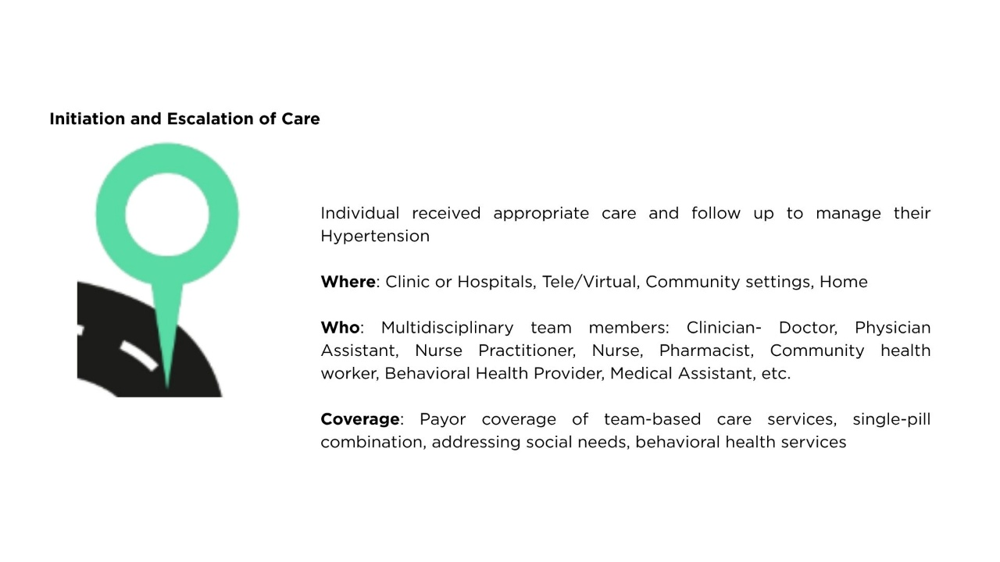 Initiation and Escalation of Care
Individual received appropriate care and follow up to manage their
Hypertension
Where: Clinic or Hospitals, Tele/Virtual, Community settings, Home
Who: Multidisciplinary team members: Clinician- Doctor, Physician
Assistant, Nurse Practitioner, Nurse, Pharmacist, Community health
worker, Behavioral Health Provider, Medical Assistant, etc.
Coverage: Payor coverage of team-based care services, single-pill
combination, addressing social needs, behavioral health services